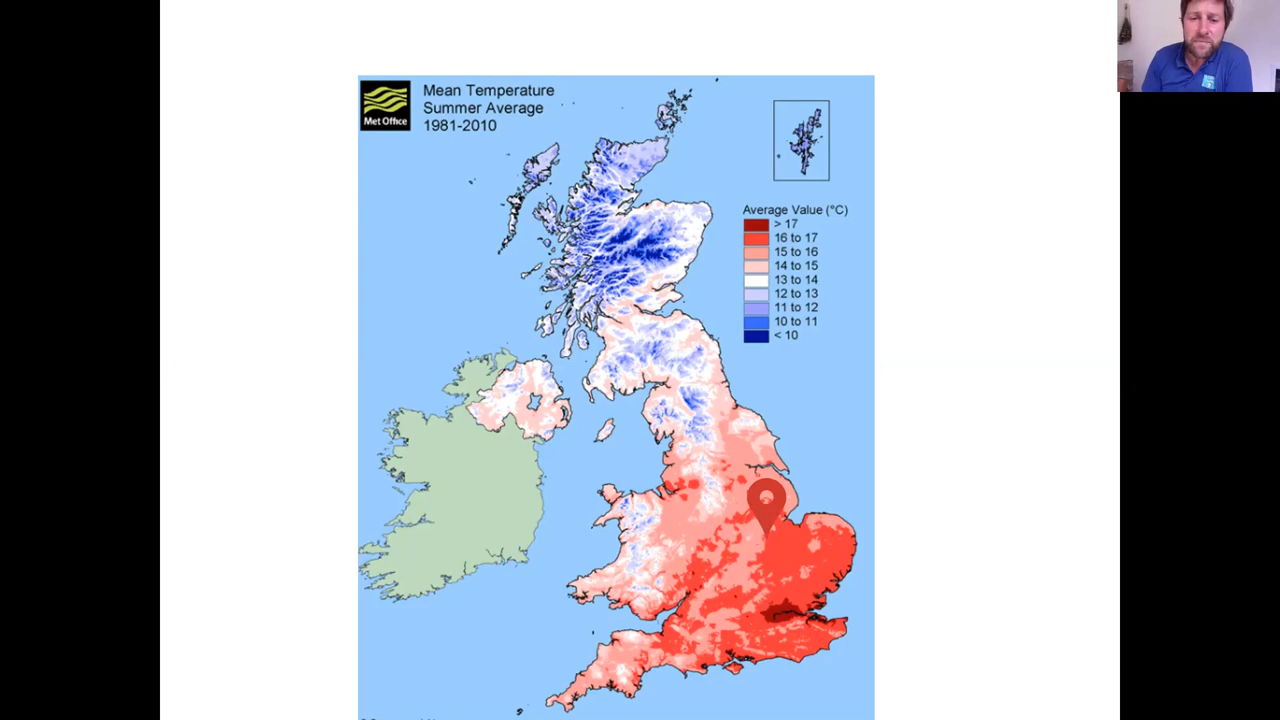 Met Office
Mean Temperature
Summer Average
1981-2010
Average Value (°C)
> 17
16 to 17
15 to 16
14 to 15
13 to 14
12 to 13
11 to 12
10 to 11
< 10